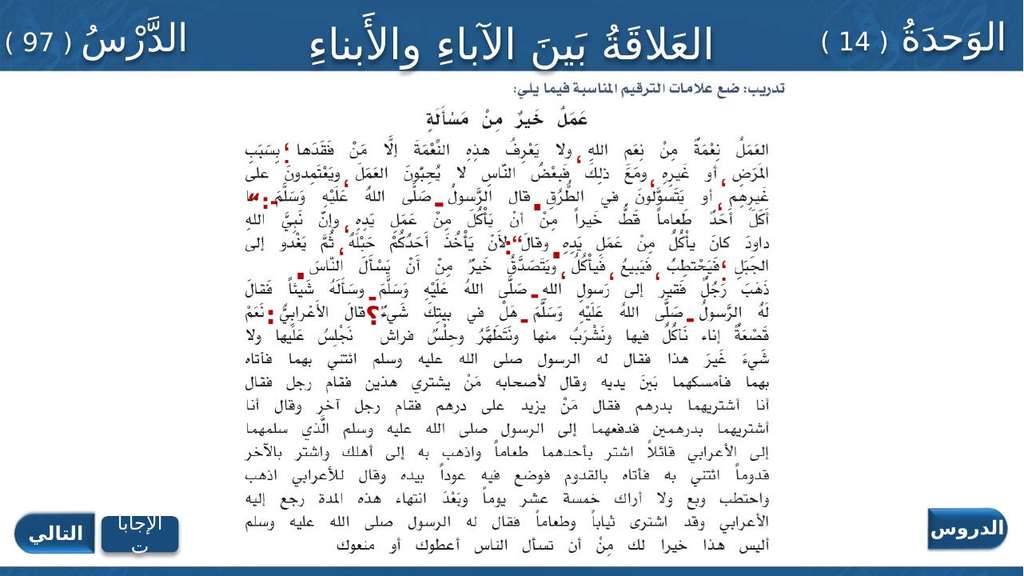 الوَحدَةُ ( 14 )
العَلاقَةُ بَينَ الآباءِ والأَبناءِ
الدَّرْسُ ( 97 )
تدريب: ضع علامات الترقيم المناسبة فيما يلي:
عَمَلٌ خَيرٌ مِنْ مَسْأَلَةٍ
العَمَلُ نِعْمَةٌ مِنْ نِعَمِ اللهِ، ولا يَعْرِفُ هذِهِ النِّعْمَةَ إلَّا مَنْ فَقَدَها؛ بِسَبَبِ
المَرَضِ، أو غَيرِهِ، ومَعَ ذلِكَ، فَبَعْضُ النّاسِ لا يُحِبّونَ العَمَلَ، ويَعْتَمِدونَ على
غَيرِهِم، أو يَتَسَوَّلونَ في الطُّرُقِ. قال الرَّسولُ - صَلَّى اللهُ عَلَيْهِ وَسَلَّمَ -: “ما
أَكَلَ أَحَدٌ طَعاماً قَطُّ خَيراً مِنْ أنْ يَأْكُلَ مِنْ عَمَلِ يَدِهِ، وإنَّ نَبِيَّ اللهِ
داودَ كانَ يأْكُلُ مِنْ عَمَلِ يَدِهِ. وقالَ:“لأَنْ يَأْخُذَ أَحَدُكُمْ حَبْلَهُ، ثُمَّ يَغْدو إلى
الجَبَلِ؛ فَيَحْتَطِبُ، فَيَبيعُ، فَيأْكُلُ، ويَتَصَدَّقُ خَيرٌ مِنْ أَنْ يَسْأَلَ النّاسَ.
ذَهَبَ رَجُلٌ فَقير، إلى رَسولِ الله - صَلَّى اللهُ عَلَيْهِ وَسَلَّمَ - وسَأَلَهُ شَيئاً فَقالَ
لَهُ الرَّسولُ - صَلَّى اللهُ عَلَيْهِ وَسَلَّمَ - هَلْ في بيتِكَ شَيءٌ؟ قالَ الأَعْرابِيُّ: نَعَمْ
قَصْعَةٌ إناء نَأكُلُ فيها ونَشْرَبُ منها ونَتَطَهَّرُ وحِلْسٌ فراش نَجْلِسُ عَلَيها ولا
شَيءَ غَيرَ هذا فقال له الرسول صلى الله عليه وسلم ائتني بهما فأتاه
بهما فأمسكهما بَينَ يديه وقال لأصحابه مَنْ يشتري هذين فقام رجل فقال
أنا أشتريهما بدرهم فقال مَنْ يزيد على درهم فقام رجل آخر وقال أنا
أشتريهما بدرهمين فدفعهما إلى الرسول صلى الله عليه وسلم الَّذي سلمهما
إلى الأعرابي قائلاً اشتر بأحدهما طعاماً واذهب به إلى أهلك واشتر بالآخر
قدوماً ائتني به فأتاه بالقدوم فوضع فيه عوداً بيده وقال للأعرابي اذهب
واحتطب وبع ولا أراك خمسة عشر يوماً وبَعْدَ انتهاء هذه المدة رجع إليه
الأعرابي وقد اشترى ثياباً وطعاماً فقال له الرسول صلى الله عليه وسلم
أليس هذا خيرا لك مِنْ أن تسأل الناس أعطوك أو منعوك
الدروس
الإجابات
التالي